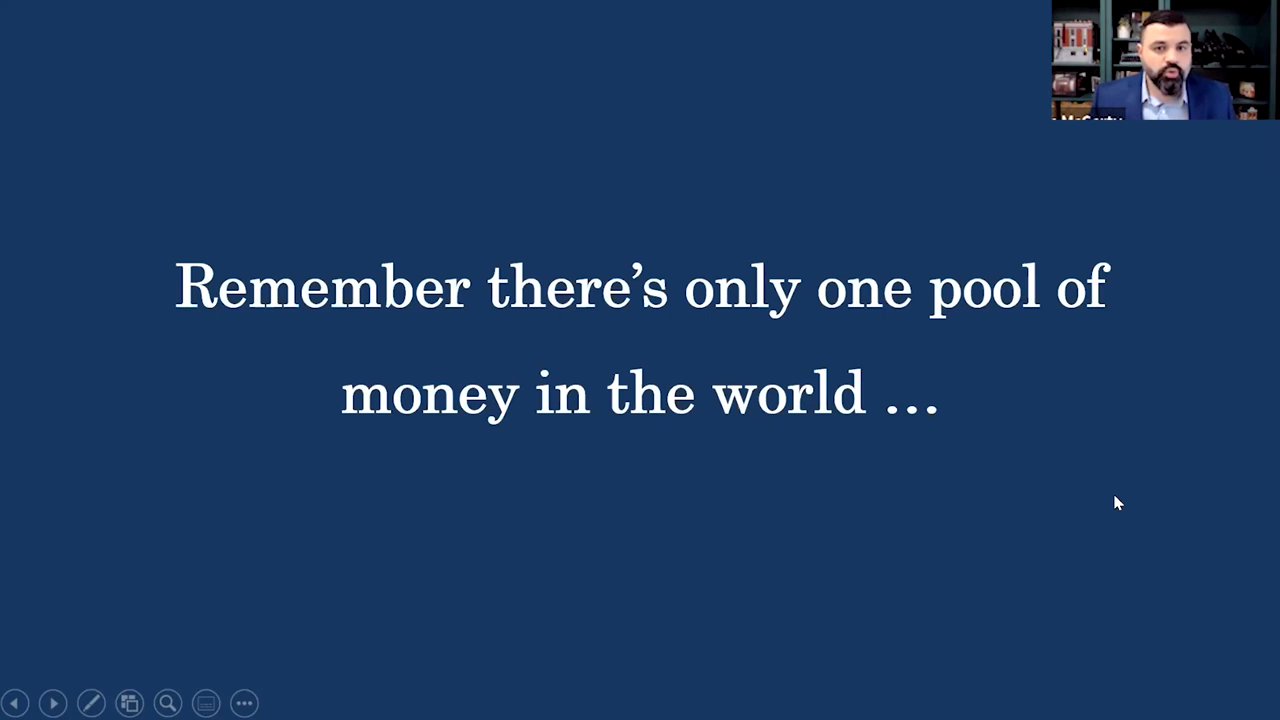 Remember there’s only one pool of
money in the world ...